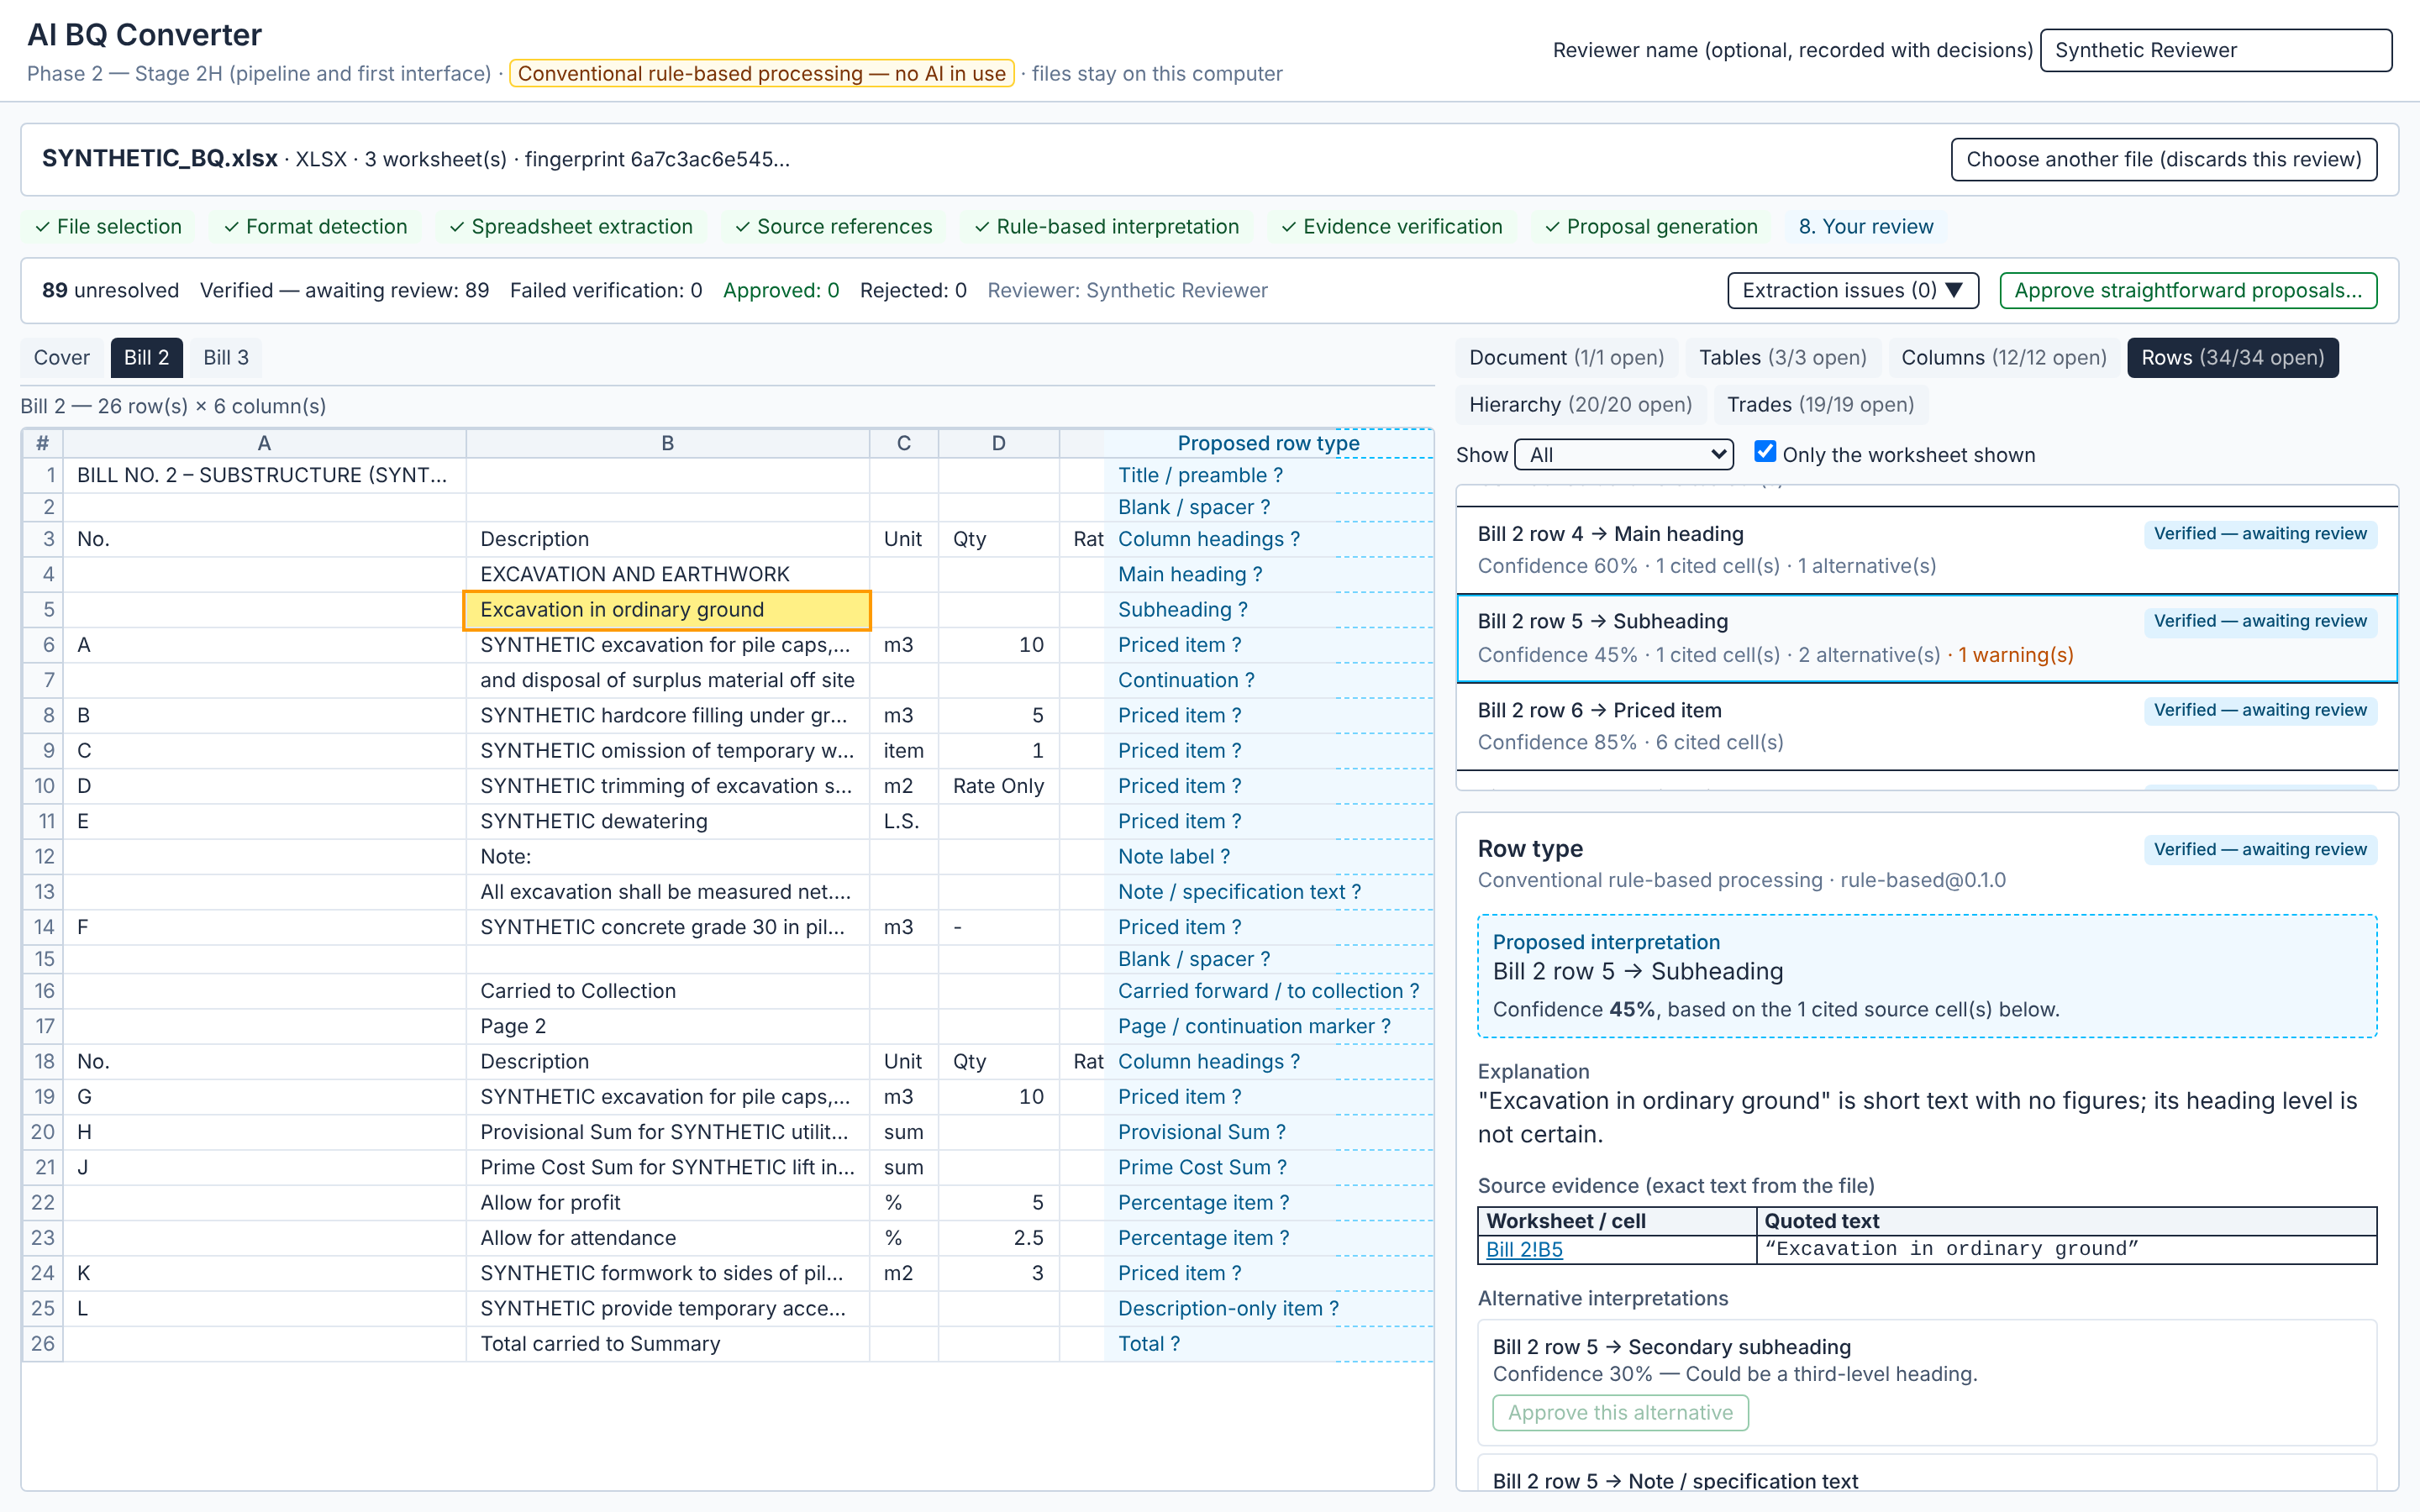 AI BQ Converter
Phase 2 — Stage 2H (pipeline and first interface) · Conventional rule-based processing — no AI in use · files stay on this computer
Reviewer name (optional, recorded with decisions) Synthetic Reviewer
SYNTHETIC_BQ.xlsx · XLSX · 3 worksheet(s) · fingerprint 6a7c3ac6e545...
Choose another file (discards this review)
✓ File selection ✓ Format detection ✓ Spreadsheet extraction ✓ Source references ✓ Rule-based interpretation ✓ Evidence verification ✓ Proposal generation 8. Your review
89 unresolved Verified — awaiting review: 89 Failed verification: 0 Approved: 0 Rejected: 0 Reviewer: Synthetic Reviewer
Extraction issues (0) ▼ Approve straightforward proposals...
Cover Bill 2 Bill 3
Bill 2 — 26 row(s) × 6 column(s)
# A B C D Proposed row type
1 BILL NO. 2 – SUBSTRUCTURE (SYNT... Title / preamble ?
2 Blank / spacer ?
3 No. Description Unit Qty Rat Column headings ?
4 EXCAVATION AND EARTHWORK Main heading ?
5 Excavation in ordinary ground Subheading ?
6 A SYNTHETIC excavation for pile caps,... m3 10 Priced item ?
7 and disposal of surplus material off site Continuation ?
8 B SYNTHETIC hardcore filling under gr... m3 5 Priced item ?
9 C SYNTHETIC omission of temporary w... item 1 Priced item ?
10 D SYNTHETIC trimming of excavation s... m2 Rate Only Priced item ?
11 E SYNTHETIC dewatering L.S. Priced item ?
12 Note: Note label ?
13 All excavation shall be measured net.... Note / specification text ?
14 F SYNTHETIC concrete grade 30 in pil... m3 - Priced item ?
15 Blank / spacer ?
16 Carried to Collection Carried forward / to collection ?
17 Page 2 Page / continuation marker ?
18 No. Description Unit Qty Rat Column headings ?
19 G SYNTHETIC excavation for pile caps,... m3 10 Priced item ?
20 H Provisional Sum for SYNTHETIC utilit... sum Provisional Sum ?
21 J Prime Cost Sum for SYNTHETIC lift in... sum Prime Cost Sum ?
22 Allow for profit % 5 Percentage item ?
23 Allow for attendance % 2.5 Percentage item ?
24 K SYNTHETIC formwork to sides of pil... m2 3 Priced item ?
25 L SYNTHETIC provide temporary acce... Description-only item ?
26 Total carried to Summary Total ?
Document (1/1 open) Tables (3/3 open) Columns (12/12 open) Rows (34/34 open)
Hierarchy (20/20 open) Trades (19/19 open)
Show All Only the worksheet shown
Bill 2 row 4 → Main heading Verified — awaiting review
Confidence 60% · 1 cited cell(s) · 1 alternative(s)
Bill 2 row 5 → Subheading Verified — awaiting review
Confidence 45% · 1 cited cell(s) · 2 alternative(s) · 1 warning(s)
Bill 2 row 6 → Priced item Verified — awaiting review
Confidence 85% · 6 cited cell(s)
Row type Verified — awaiting review
Conventional rule-based processing · rule-based@0.1.0
Proposed interpretation
Bill 2 row 5 → Subheading
Confidence 45%, based on the 1 cited source cell(s) below.
Explanation
"Excavation in ordinary ground" is short text with no figures; its heading level is
not certain.
Source evidence (exact text from the file)
Worksheet / cell Quoted text
Bill 2!B5 “Excavation in ordinary ground”
Alternative interpretations
Bill 2 row 5 → Secondary subheading
Confidence 30% — Could be a third-level heading.
Approve this alternative
Bill 2 row 5 → Note / specification text